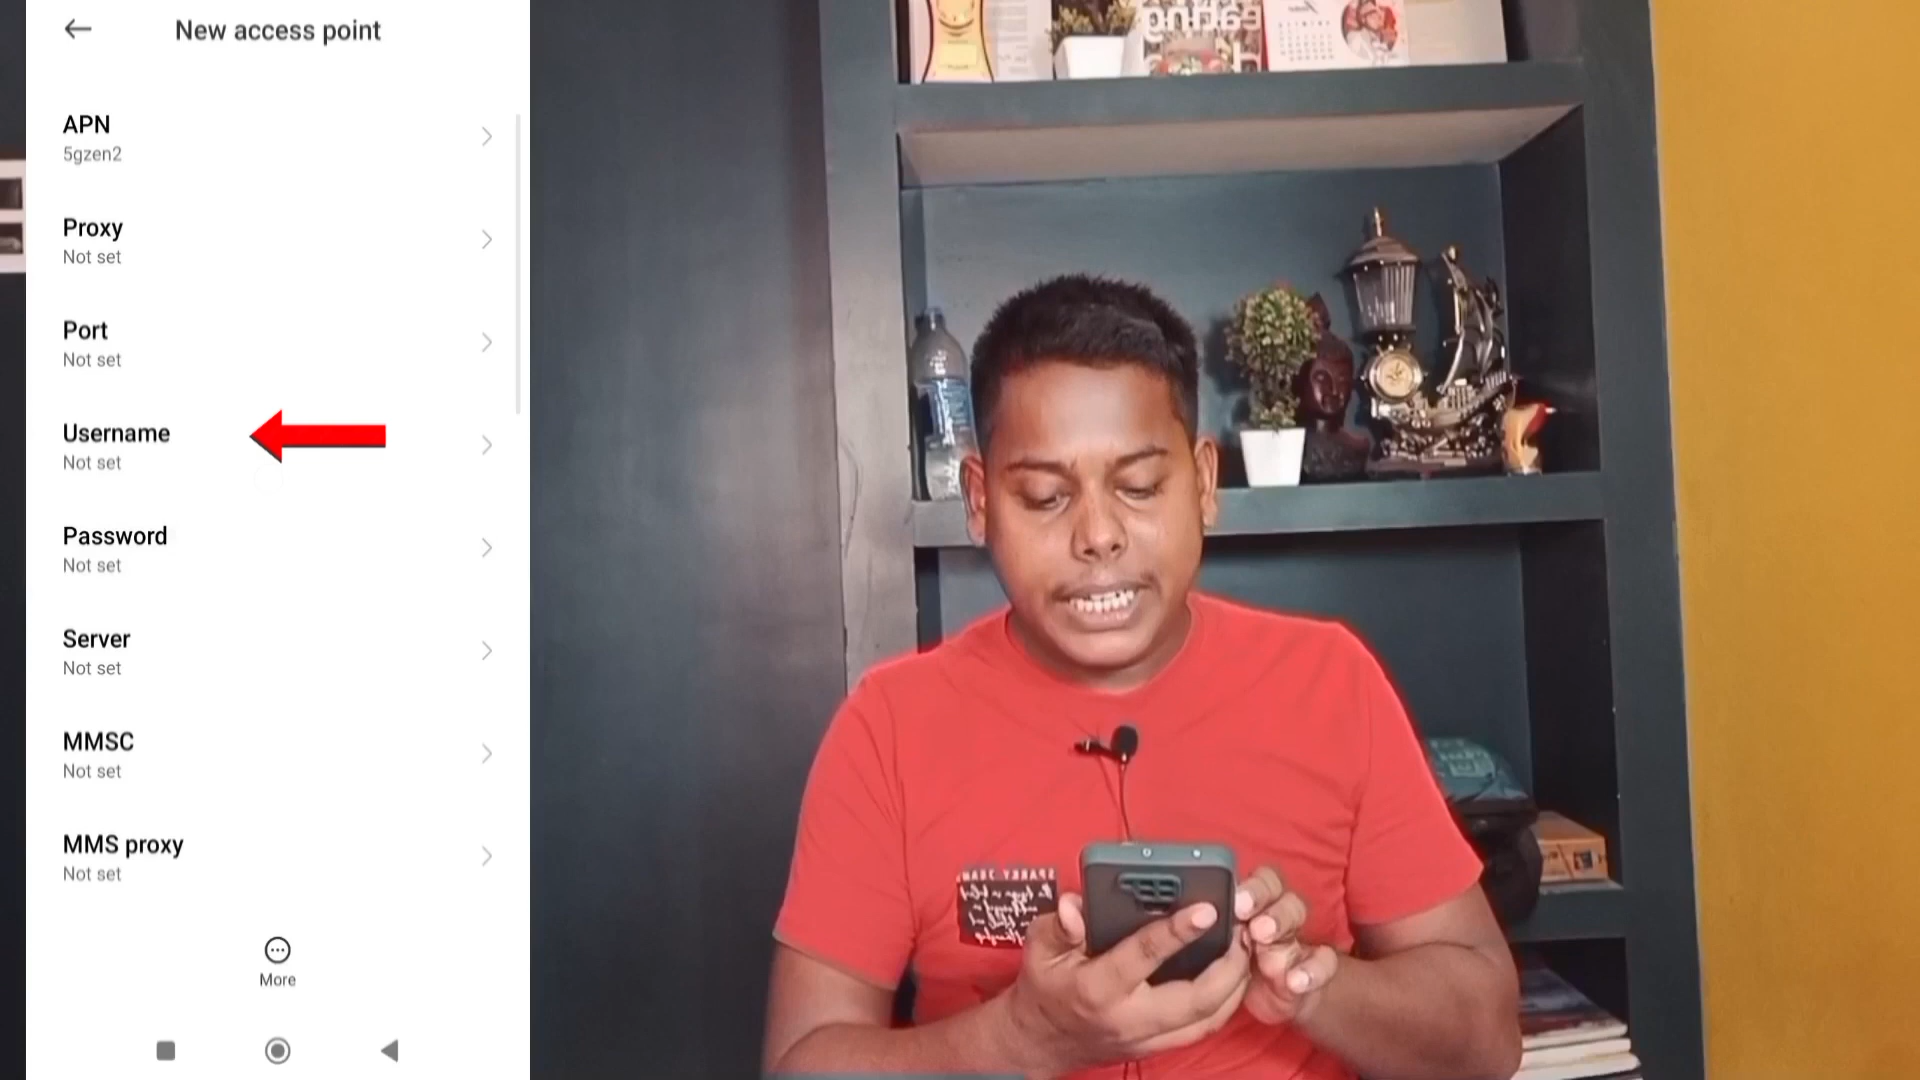 New access point
APN
5gzen2
Proxy
Not set
Port
Not set
Username
Not set
Password
Not set
Server
Not set
MMSC
Not set
MMS proxy
Not set
More
eating